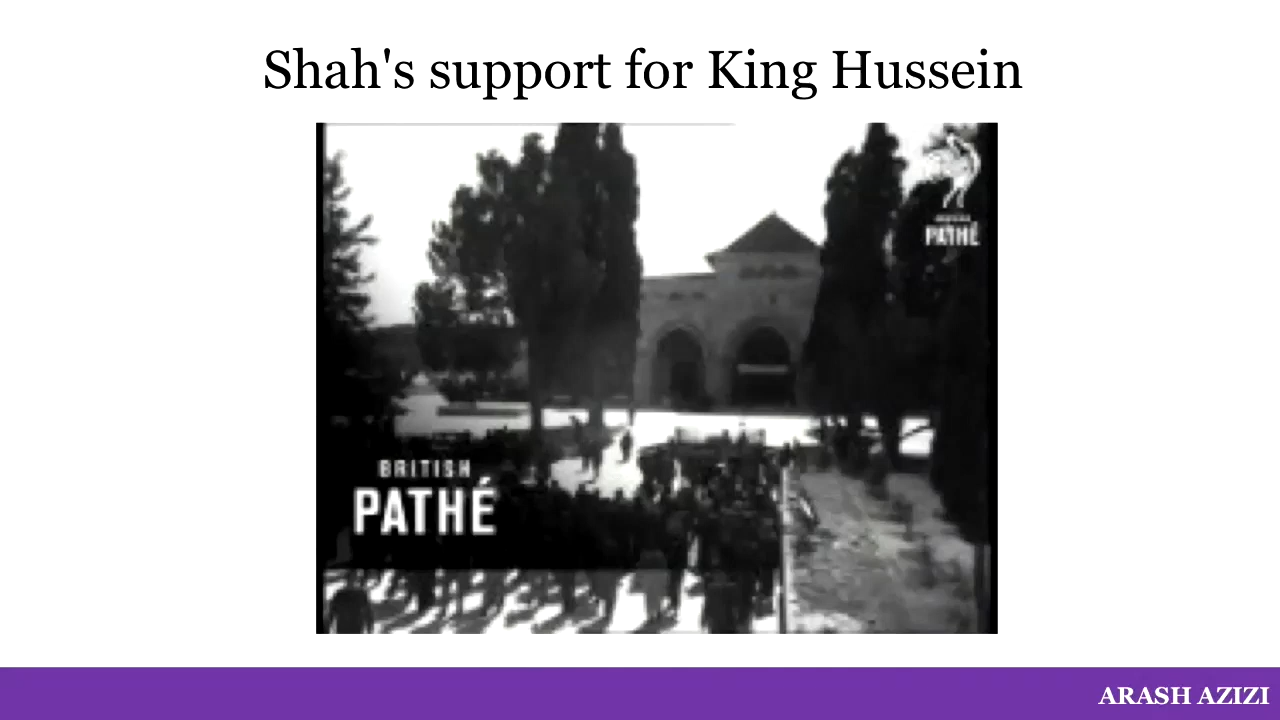 Shah's support for King Hussein
PATHÉ
BRITISH
PATHÉ
ARASH AZIZI